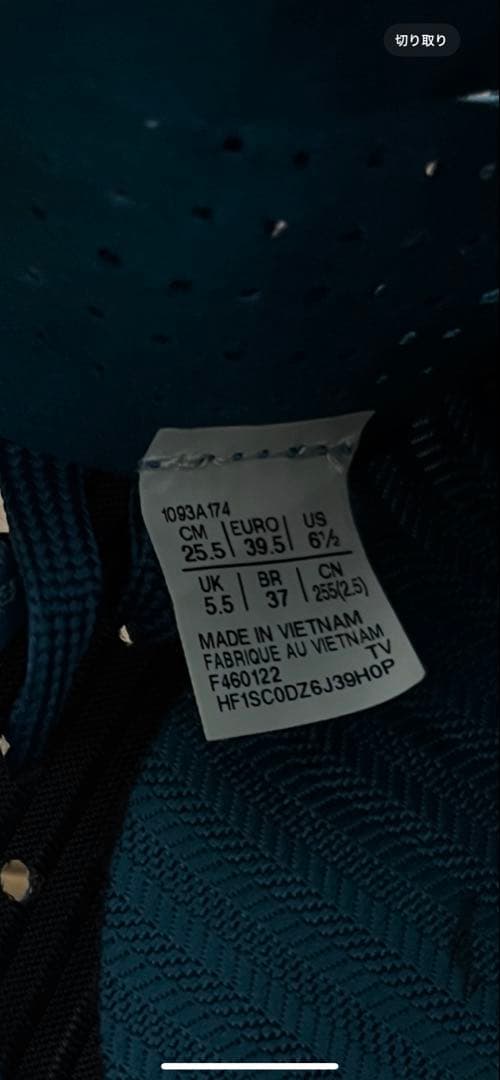 切り取り
1093A174
CM | EURO | US
25.5 | 39.5 | 6½
UK | BR | CN
5.5 | 37 | 255(2.5)
MADE IN VIETNAM
FABRIQUE AU VIETNAM
F460122 TV
HF1SC0DZ6J39H0P